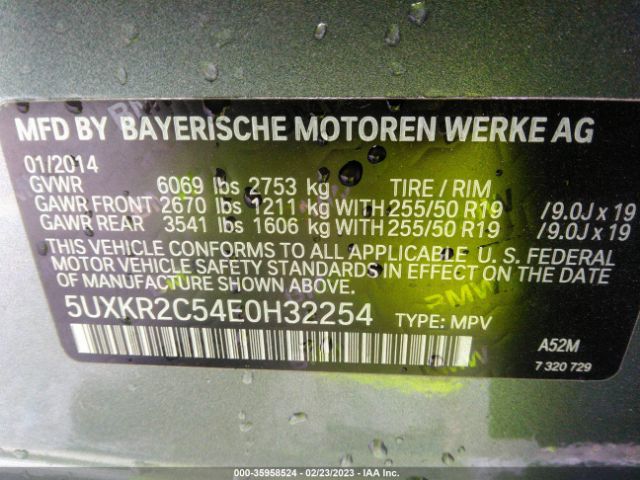 MFD BY BAYERISCHE MOTOREN WERKE AG
01/2014
GVWR 6069 lbs 2753 kg TIRE / RIM
GAWR FRONT 2670 lbs 1211 kg WITH 255/50 R19 /9.0J x 19
GAWR REAR 3541 lbs 1606 kg WITH 255/50 R19 /9.0J x 19
THIS VEHICLE CONFORMS TO ALL APPLICABLE U. S. FEDERAL
MOTOR VEHICLE SAFETY STANDARDS IN EFFECT ON THE DATE
OF MANUFACTURE SHOWN ABOVE.
5UXKR2C54E0H32254 TYPE: MPV
A52M
7 320 729
BMW
000-35958524 - 02/23/2023 - IAA Inc.